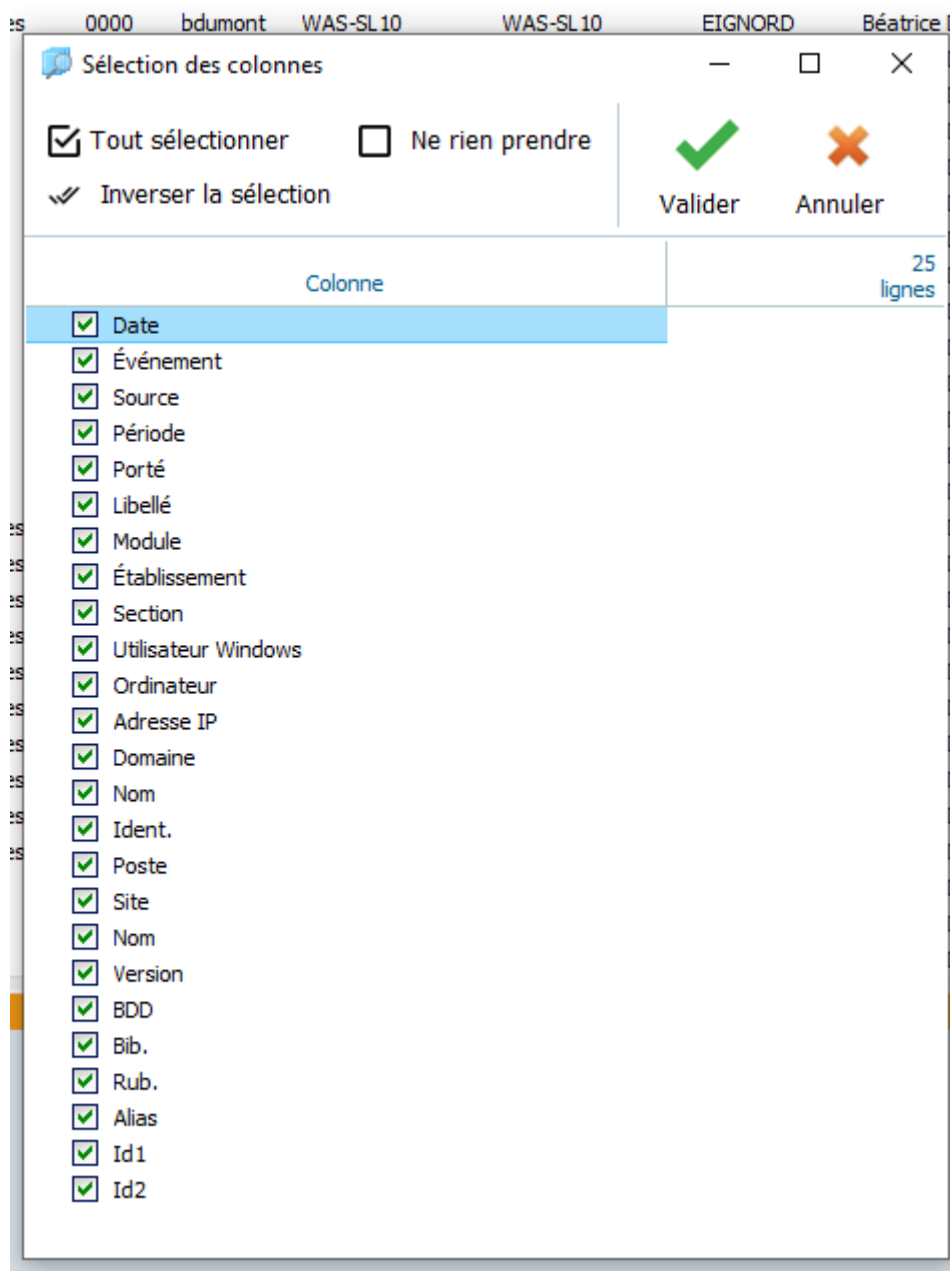 es 0000 bdumont WAS-SL10 WAS-SL10 EIGNORD Béatrice
Sélection des colonnes
Tout sélectionner Ne rien prendre
Inverser la sélection
Valider Annuler
Colonne 25 lignes
Date
Événement
Source
Période
Porté
Libellé
Module
Établissement
Section
Utilisateur Windows
Ordinateur
Adresse IP
Domaine
Nom
Ident.
Poste
Site
Nom
Version
BDD
Bib.
Rub.
Alias
Id1
Id2